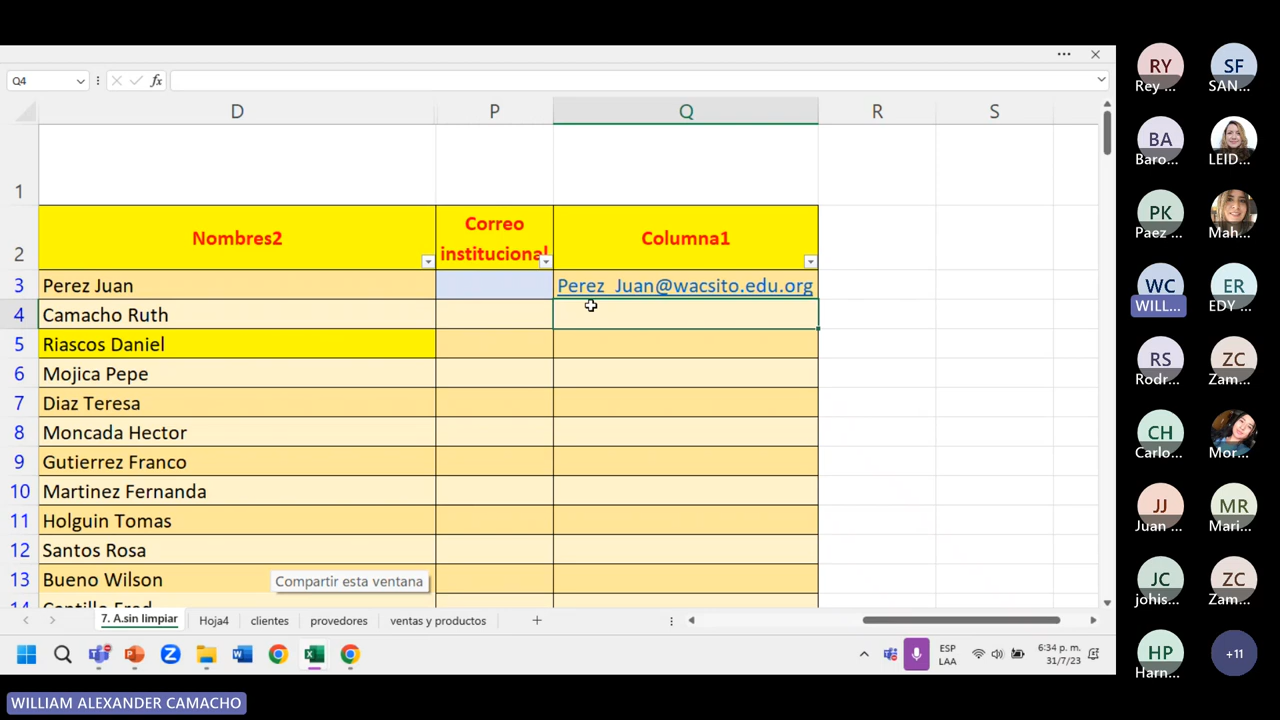 Q4
fx
D
P
Q
R
S
1
2
Nombres2
Correo
institucional
Columna1
3
Perez Juan
Perez_Juan@wacsito.edu.org
4
Camacho Ruth
5
Riascos Daniel
6
Mojica Pepe
7
Diaz Teresa
8
Moncada Hector
9
Gutierrez Franco
10
Martinez Fernanda
11
Holguin Tomas
12
Santos Rosa
13
Bueno Wilson
Compartir esta ventana
14
7. A.sin limpiar
Hoja4
clientes
provedores
ventas y productos
ESP
LAA
6:34 p. m.
31/7/23
WILLIAM ALEXANDER CAMACHO
RY
Rey ...
SF
SAN...
BA
Baro...
LEID...
PK
Paez ...
Mah...
WC
WILL...
ER
EDY ...
RS
Rodr...
ZC
Zam...
CH
Carlo...
Mor...
JJ
Juan ...
MR
Mari...
JC
johis...
ZC
Zam...
HP
Harn...
+11